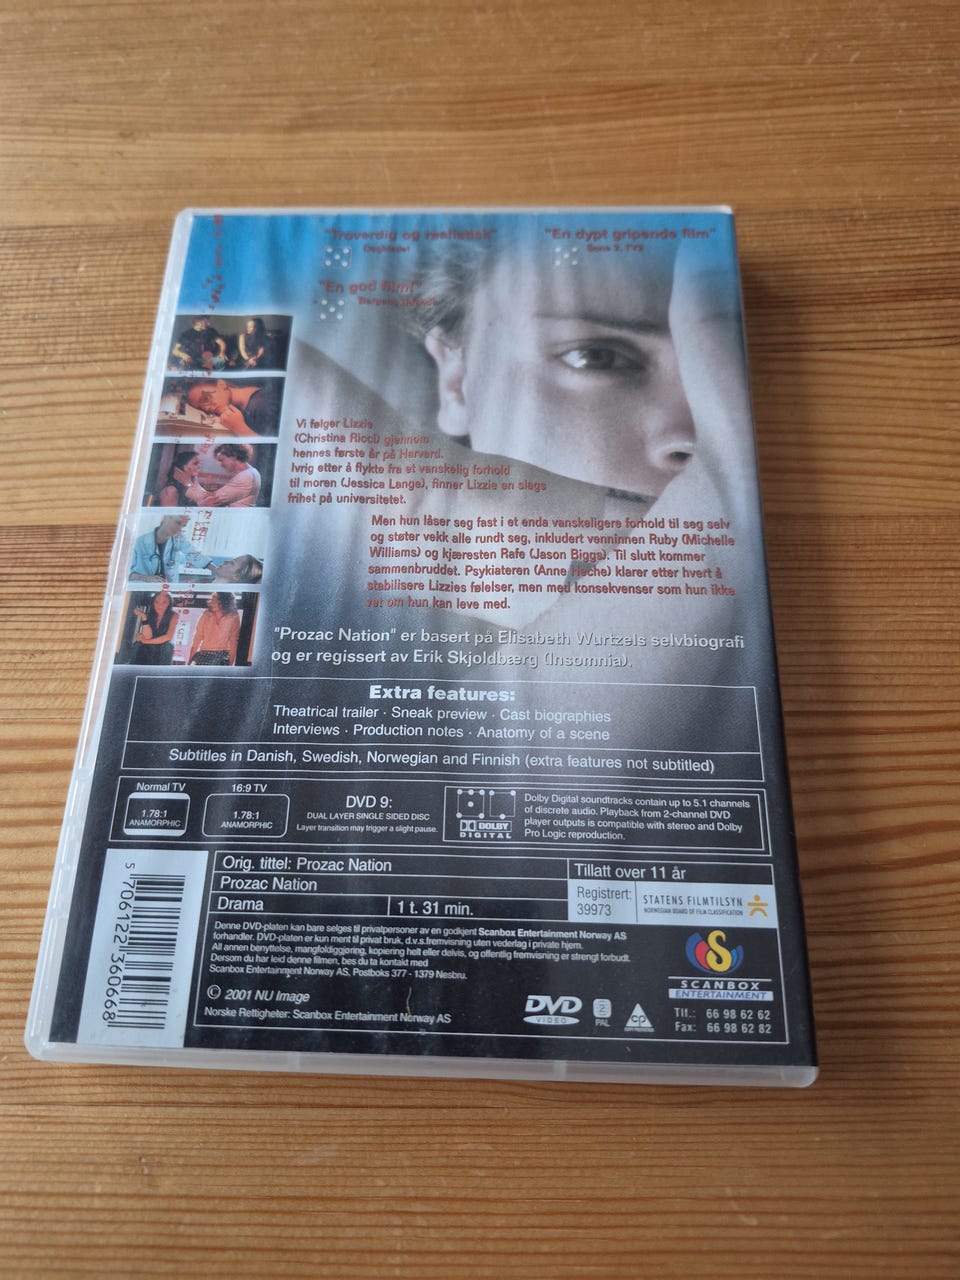 "Troverdig og realistisk"
Dagbladet
"En dypt gripende film"
Sone 2, TV2
"En god film!"
Vi følger Lizzie
(Christina Ricci) gjennom
hennes første år på Harvard.
Ivrig etter å flykte fra et vanskelig forhold
til moren (Jessica Lange), finner Lizzie en slags
frihet på universitetet.
Men hun låser seg fast i et enda vanskeligere forhold til seg selv
og støter vekk alle rundt seg, inkludert venninnen Ruby (Michelle
Williams) og kjæresten Rafe (Jason Biggs). Til slutt kommer
sammenbruddet. Psykiateren (Anne Heche) klarer etter hvert å
stabilisere Lizzies følelser, men med konsekvenser som hun ikke
vet om hun kan leve med.
"Prozac Nation" er basert på Elisabeth Wurtzels selvbiografi
og er regissert av Erik Skjoldbærg (Insomnia).
Extra features:
Theatrical trailer · Sneak preview · Cast biographies
Interviews · Production notes · Anatomy of a scene
Subtitles in Danish, Swedish, Norwegian and Finnish (extra features not subtitled)
Normal TV
1.78:1
ANAMORPHIC
16:9 TV
1.78:1
ANAMORPHIC
DVD 9:
DUAL LAYER SINGLE SIDED DISC
Layer transition may trigger a slight pause.
DOLBY
DIGITAL
Dolby Digital soundtracks contain up to 5.1 channels
of discrete audio. Playback from 2-channel DVD
player outputs is compatible with stereo and Dolby
Pro Logic reproduction.
Orig. tittel: Prozac Nation
Prozac Nation
Drama
1 t. 31 min.
Tillatt over 11 år
Registrert:
39973
STATENS FILMTILSYN
NORWEGIAN BOARD OF FILM CLASSIFICATION
5 706122 360668
Denne DVD-platen kan bare selges til privatpersoner av en godkjent Scanbox Entertainment Norway AS
forhandler. DVD-platen er kun ment til privat bruk, d.v.s.fremvisning uten vederlag i private hjem.
All annen benyttelse, mangfoldiggjøring, kopiering helt eller delvis, og offentlig fremvisning er strengt forbudt.
Dersom du har leid denne filmen, bes du ta kontakt med
Scanbox Entertainment Norway AS, Postboks 377 - 1379 Nesbru.
© 2001 NU Image
Norske Rettigheter: Scanbox Entertainment Norway AS
DVD
VIDEO
2
PAL
CP
COPY PROTECTION
S
SCANBOX
ENTERTAINMENT
Tlf.: 66 98 62 62
Fax: 66 98 62 82